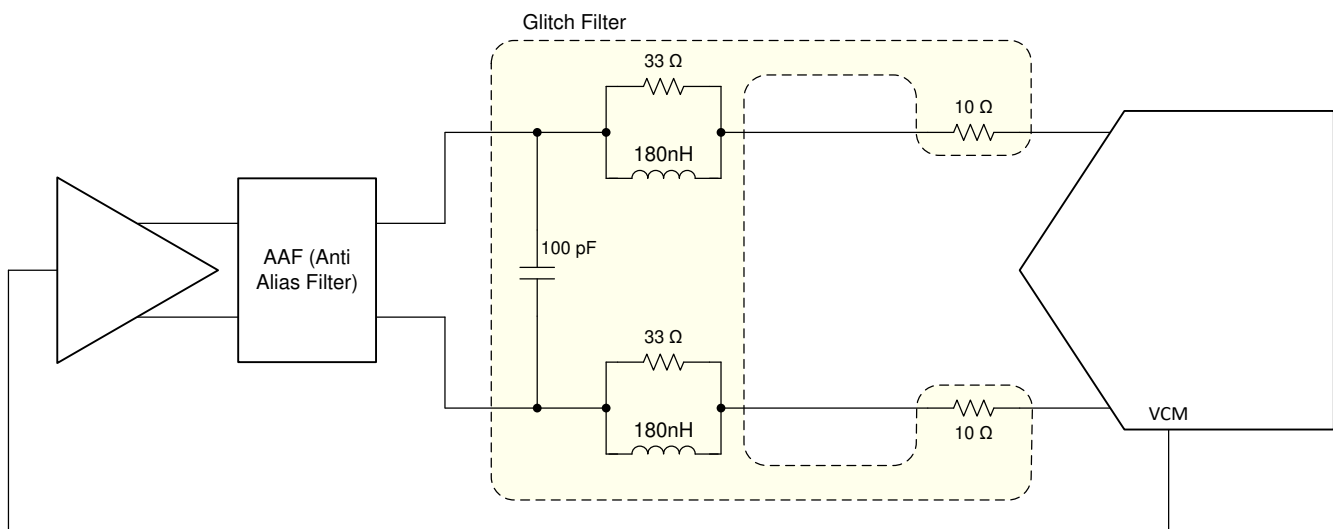 Glitch Filter
33 Ω
10 Ω
180nH
AAF (Anti
Alias Filter)
100 pF
33 Ω
180nH
10 Ω
VCM